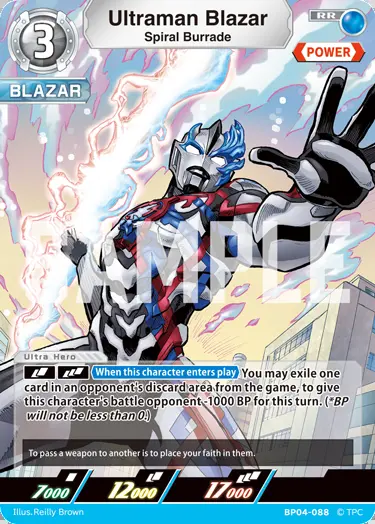 3
Ultraman Blazar
Spiral Burrade
RR
POWER
BLAZAR
SAMPLE
Ultra Hero
When this character enters play You may exile one
card in an opponent's discard area from the game, to give
this character's battle opponent -1000 BP for this turn. (*BP
will not be less than 0.)
To pass a weapon to another is to place your faith in them.
7000 12000 17000
Illus.Reilly Brown BP04-088 © TPC